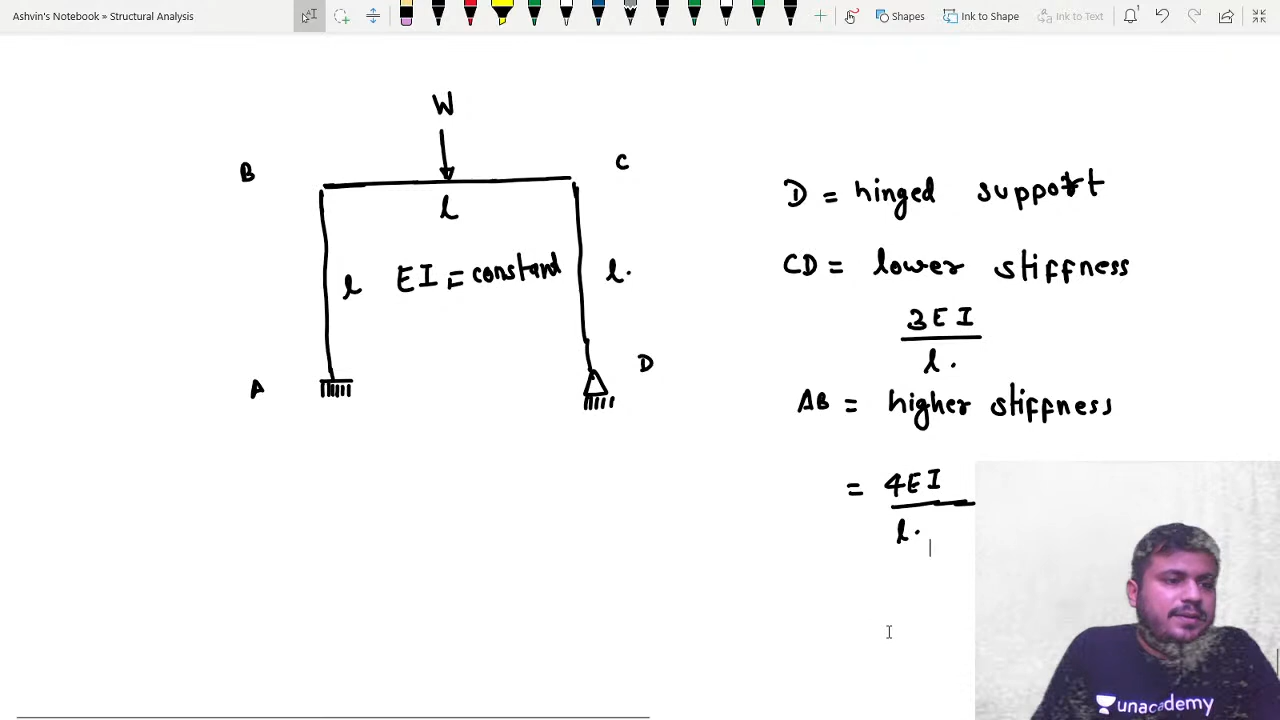 Ashvin's Notebook » Structural Analysis
Shapes
Ink to Shape
Ink to Text
W
B
C
l
D = hinged support
CD = lower stiffness
l EI = constant l.
3EI
l.
A
D
AB = higher stiffness
= 4EI
l.
unacademy